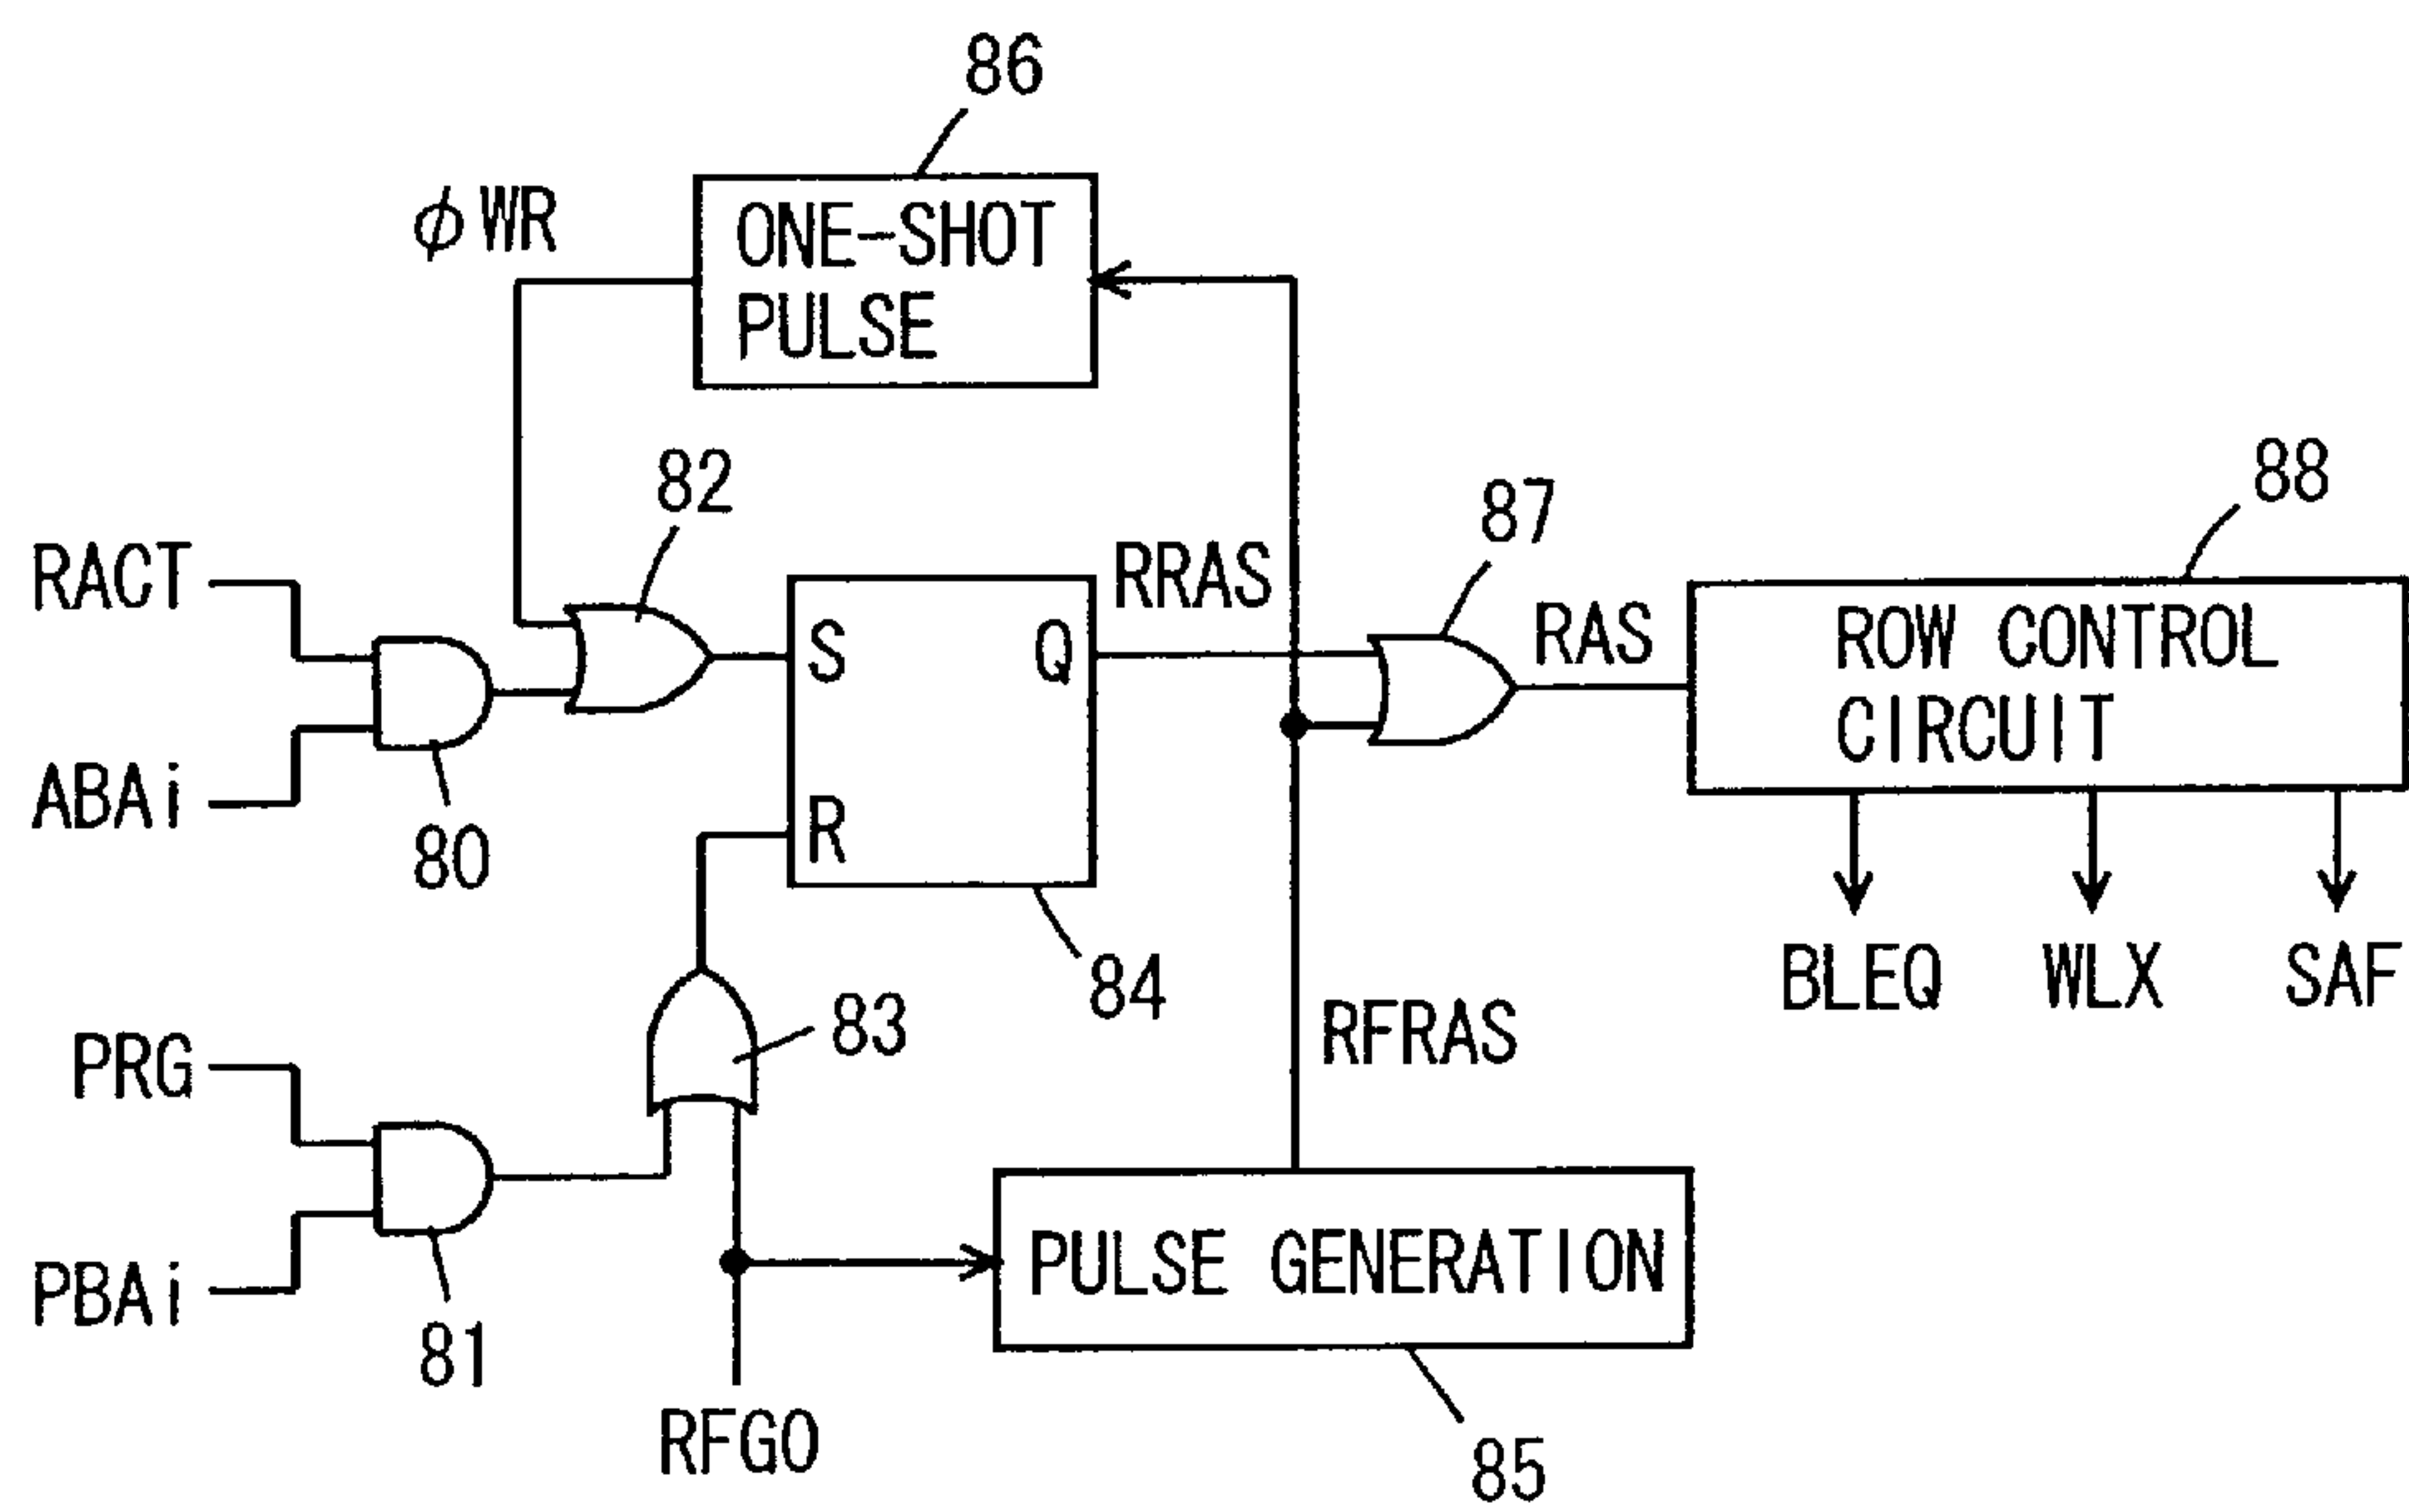 86
φWR
ONE-SHOT
PULSE
82
87
88
RACT
RRAS
RAS
ROW CONTROL
CIRCUIT
S
Q
ABAi
80
R
84
BLEQ
WLX
SAF
83
RFRAS
PRG
PBAi
81
PULSE GENERATION
RFGO
85